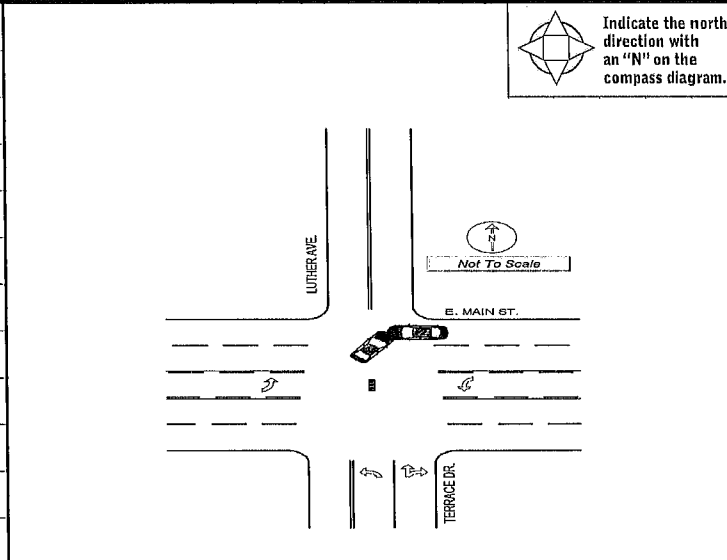 Indicate the north
direction with
an "N" on the
compass diagram.
LUTHER AVE.
N
Not To Scale
E. MAIN ST.
TERRACE DR.